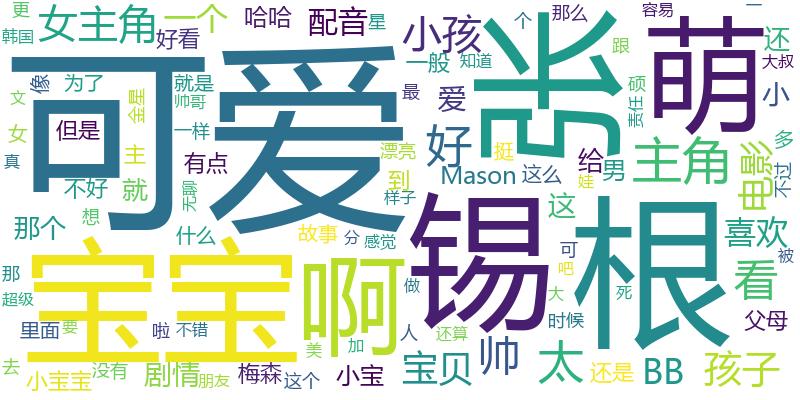 更
韩国
像
女主角
好看
一个
哈哈
配音
星
小孩
个
那么
容易
一
跟
还
大叔
为了
就是
帅哥
一般
知道
可爱
张
萌
文
但是
金星
一样
最
爱
硕
责任
小
女
主
有点
漂亮
好
真
不好
就
无聊
到
挺
给
男
主角
电影
多
不过
Mason
这么
娃
样子
那个
想
什么
故事
分
感觉
这
喜欢
宝宝
啊
锡
根
可
被
那
超级
吧
看
做
大
死
里面
要
啦
不错
人
还算
时候
父母
美
加
帅
去
没有
剧情
梅森
小宝宝
朋友
这个
小宝
宝贝
太
还是
BB
孩子